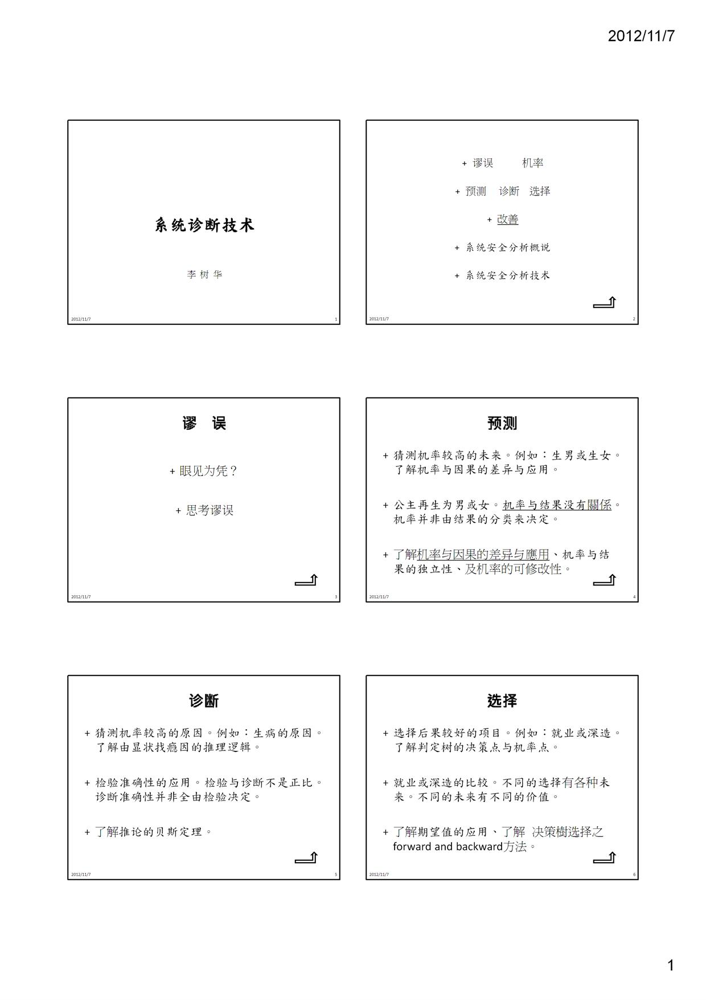 2012/11/7
系统诊断技术
李 树 华
2012/11/7 1
+ 谬误 机率
+ 预测 诊断 选择
+ 改善
+ 系统安全分析概说
+ 系统安全分析技术
2012/11/7 2
谬 误
+ 眼见为凭？
+ 思考谬误
2012/11/7 3
预测
+ 猜测机率较高的未来。例如：生男或生女。
了解机率与因果的差异与应用。
+ 公主再生为男或女。机率与结果没有關係。
机率并非由结果的分类来决定。
+ 了解机率与因果的差异与應用、机率与结
果的独立性、及机率的可修改性。
2012/11/7 4
诊断
+ 猜测机率较高的原因。例如：生病的原因。
了解由显状找瘾因的推理逻辑。
+ 检验准确性的应用。检验与诊断不是正比。
诊断准确性并非全由检验决定。
+ 了解推论的贝斯定理。
2012/11/7 5
选择
+ 选择后果较好的项目。例如：就业或深造。
了解判定树的决策点与机率点。
+ 就业或深造的比较。不同的选择有各种未
来。不同的未来有不同的价值。
+ 了解期望值的应用、了解 决策樹选择之
forward and backward方法。
2012/11/7 6
1